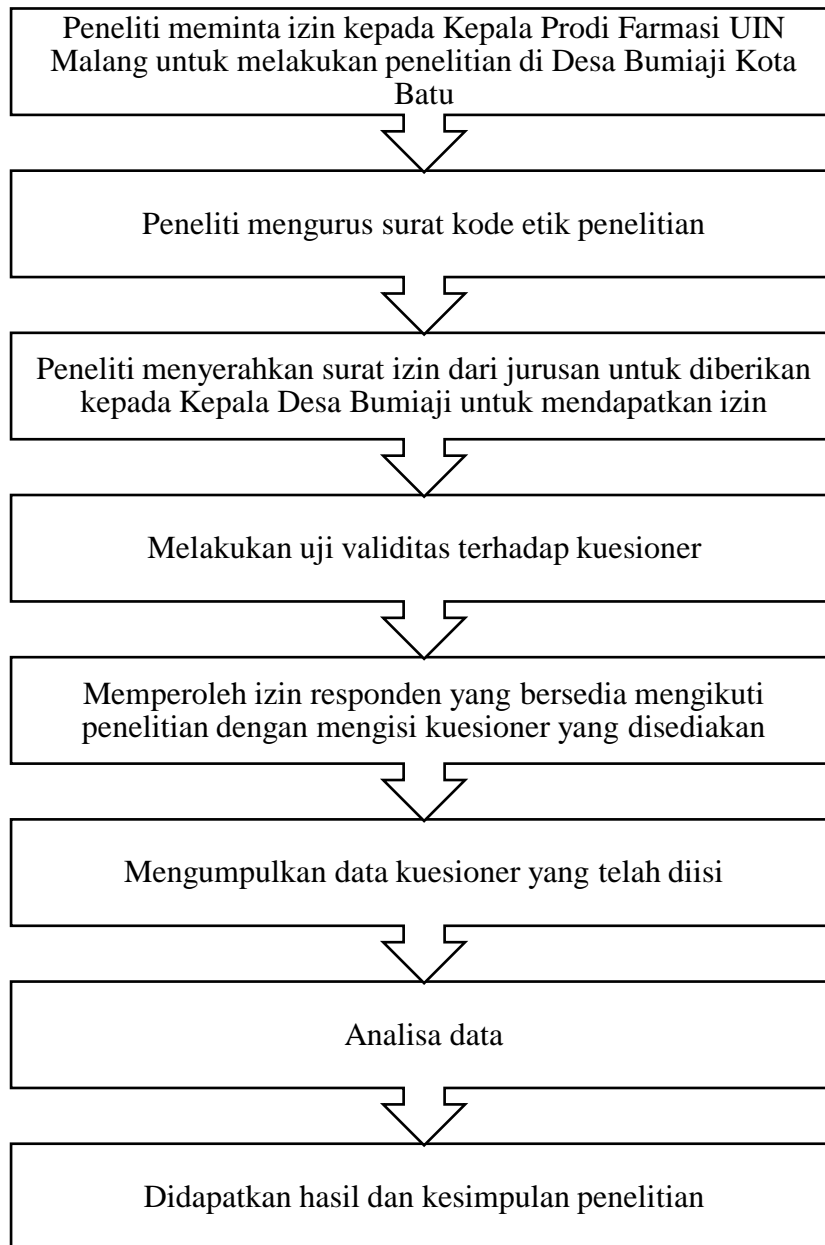 Peneliti meminta izin kepada Kepala Prodi Farmasi UIN
Malang untuk melakukan penelitian di Desa Bumiaji Kota
Batu
Peneliti mengurus surat kode etik penelitian
Peneliti menyerahkan surat izin dari jurusan untuk diberikan
kepada Kepala Desa Bumiaji untuk mendapatkan izin
Melakukan uji validitas terhadap kuesioner
Memperoleh izin responden yang bersedia mengikuti
penelitian dengan mengisi kuesioner yang disediakan
Mengumpulkan data kuesioner yang telah diisi
Analisa data
Didapatkan hasil dan kesimpulan penelitian